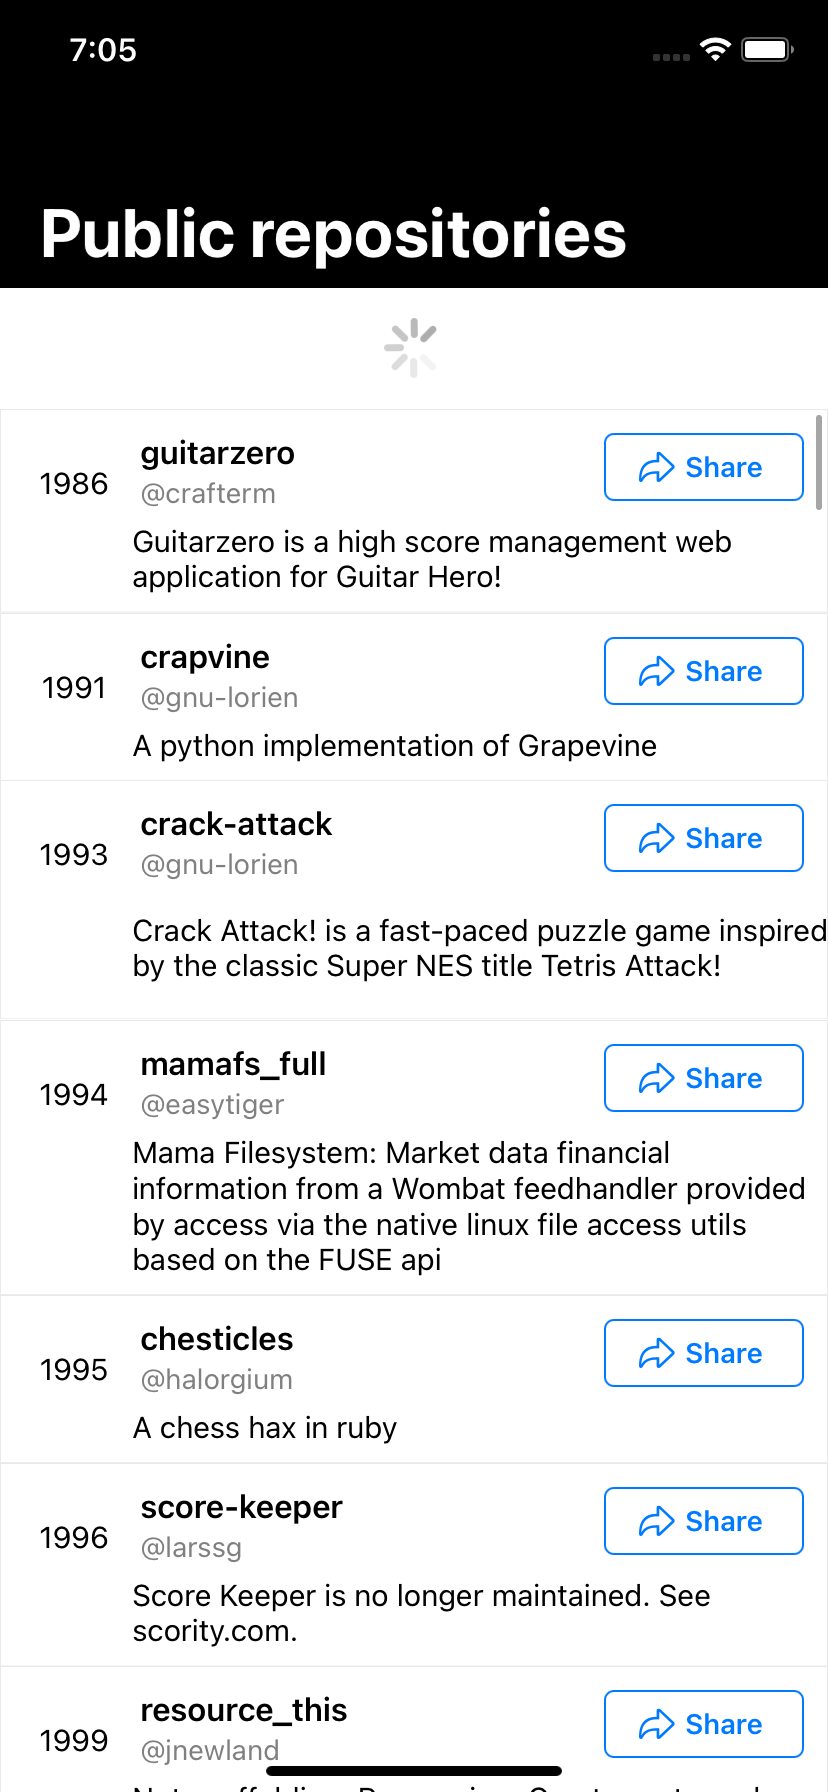 7:05
Public repositories
1986
guitarzero
@crafterm
Share
Guitarzero is a high score management web
application for Guitar Hero!
1991
crapvine
@gnu-lorien
Share
A python implementation of Grapevine
1993
crack-attack
@gnu-lorien
Share
Crack Attack! is a fast-paced puzzle game inspired
by the classic Super NES title Tetris Attack!
1994
mamafs_full
@easytiger
Share
Mama Filesystem: Market data financial
information from a Wombat feedhandler provided
by access via the native linux file access utils
based on the FUSE api
1995
chesticles
@halorgium
Share
A chess hax in ruby
1996
score-keeper
@larssg
Share
Score Keeper is no longer maintained. See
scority.com.
1999
resource_this
@jnewland
Share